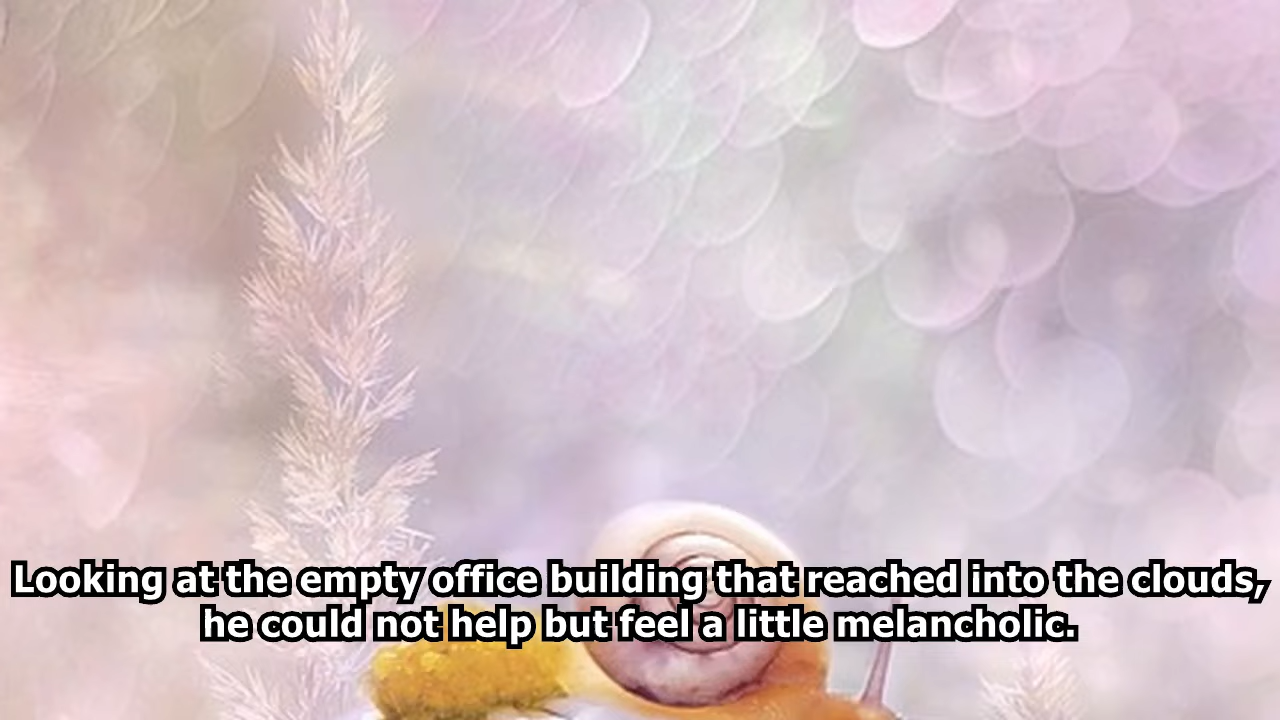 Looking at the empty office building that reached into the clouds,
he could not help but feel a little melancholic.